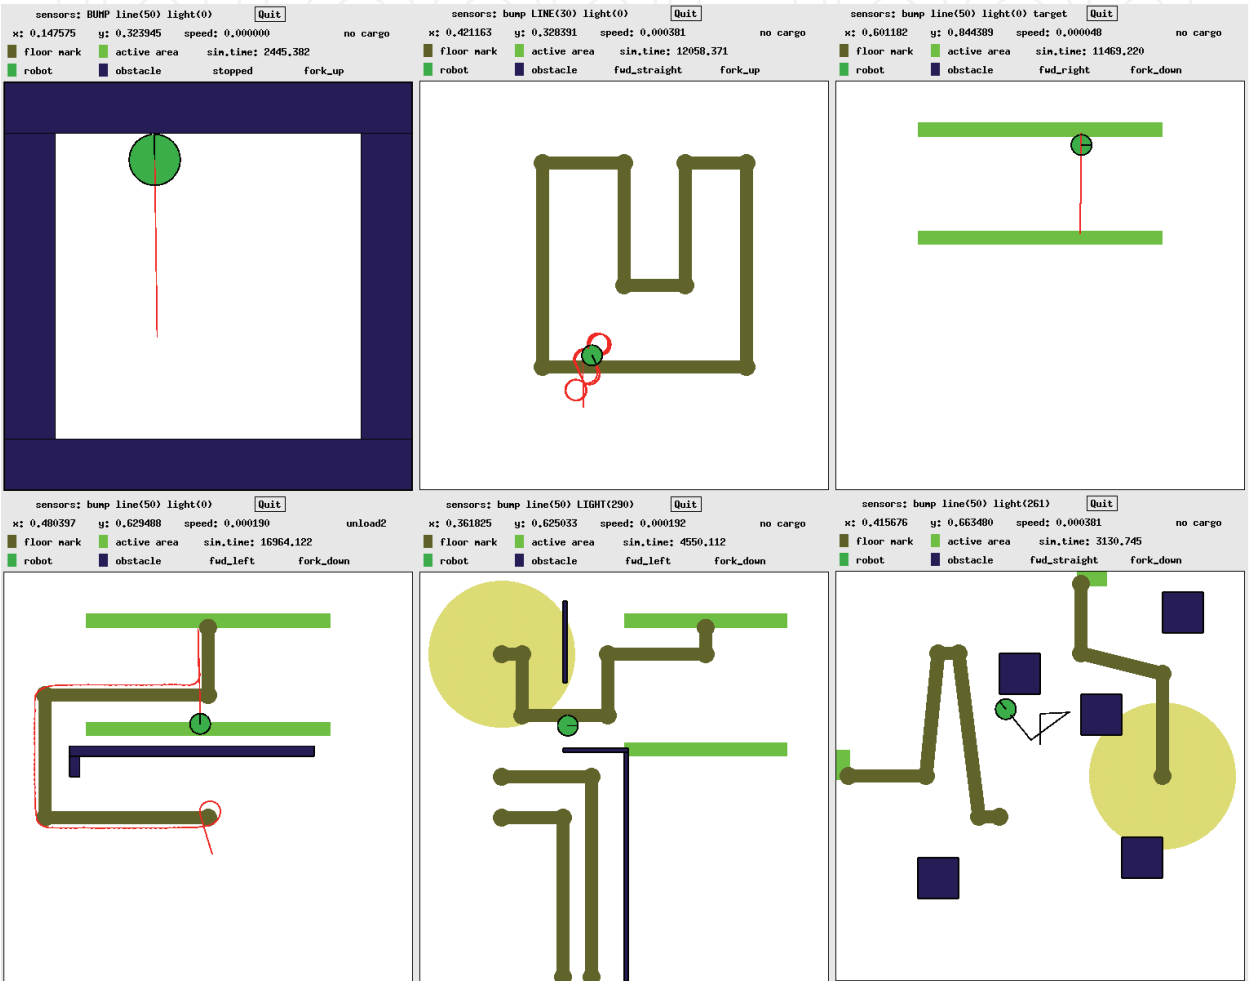 sensors: BUMP line(50) light(0) Quit
x: 0.147575 y: 0.323945 speed: 0.000000 no cargo
floor mark active area sim.time: 2445.382
robot obstacle stopped fork_up
sensors: bump LINE(30) light(0) Quit
x: 0.421163 y: 0.328391 speed: 0.000381 no cargo
floor mark active area sim.time: 12058.371
robot obstacle fwd_straight fork_up
sensors: bump line(50) light(0) target Quit
x: 0.601182 y: 0.844389 speed: 0.000048 no cargo
floor mark active area sim.time: 11469.220
robot obstacle fwd_right fork_down
sensors: bump line(50) light(0) Quit
x: 0.480397 y: 0.629488 speed: 0.000190 unload2
floor mark active area sim.time: 16964.122
robot obstacle fwd_left fork_down
sensors: bump line(50) LIGHT(290) Quit
x: 0.361825 y: 0.625033 speed: 0.000192 no cargo
floor mark active area sim.time: 4550.112
robot obstacle fwd_left fork_down
sensors: bump line(50) light(261) Quit
x: 0.415676 y: 0.663480 speed: 0.000381 no cargo
floor mark active area sim.time: 3130.745
robot obstacle fwd_straight fork_down